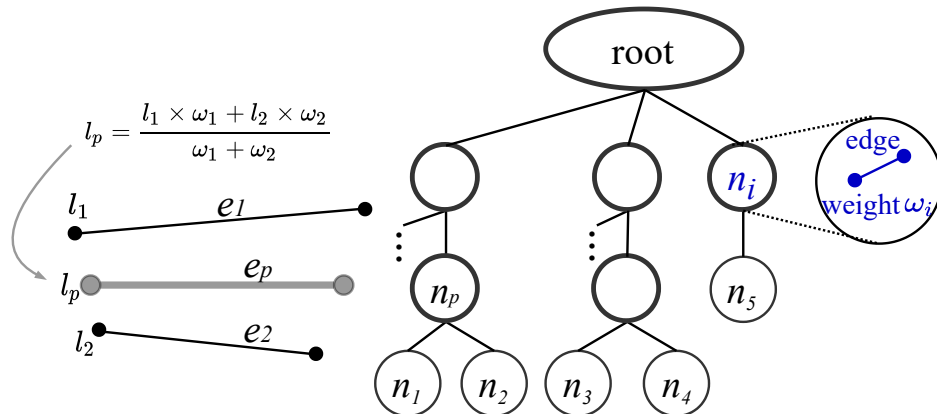 root
l_p = \frac{l_1 × ω_1 + l_2 × ω_2}{ω_1 + ω_2}
edge
n_i
weight ω_i
l_1
e_1
e_p
l_p
n_p
n_5
e_2
l_2
n_1
n_2
n_3
n_4